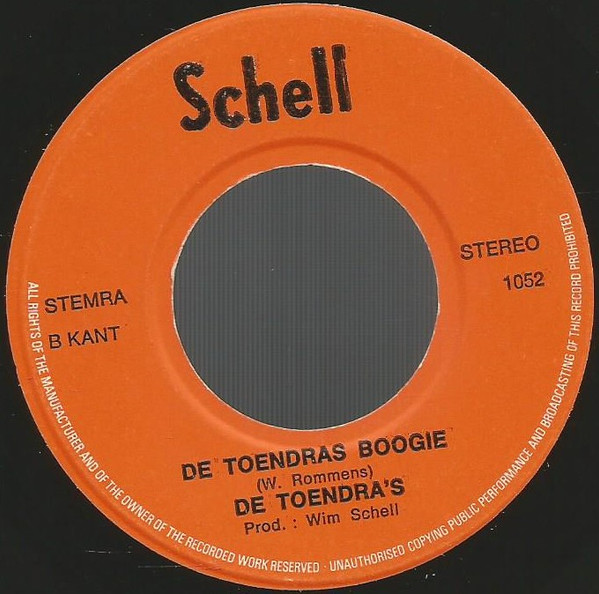 Schell
STEREO
1052
STEMRA
B KANT
DE "TOENDRAS BOOGIE"
(W. Rommens)
DE TOENDRA'S
Prod. : Wim Schell
ALL RIGHTS OF THE MANUFACTURER AND OF THE OWNER OF THE RECORDED WORK RESERVED · UNAUTHORISED COPYING PUBLIC PERFORMANCE AND BROADCASTING OF THIS RECORD PROHIBITED